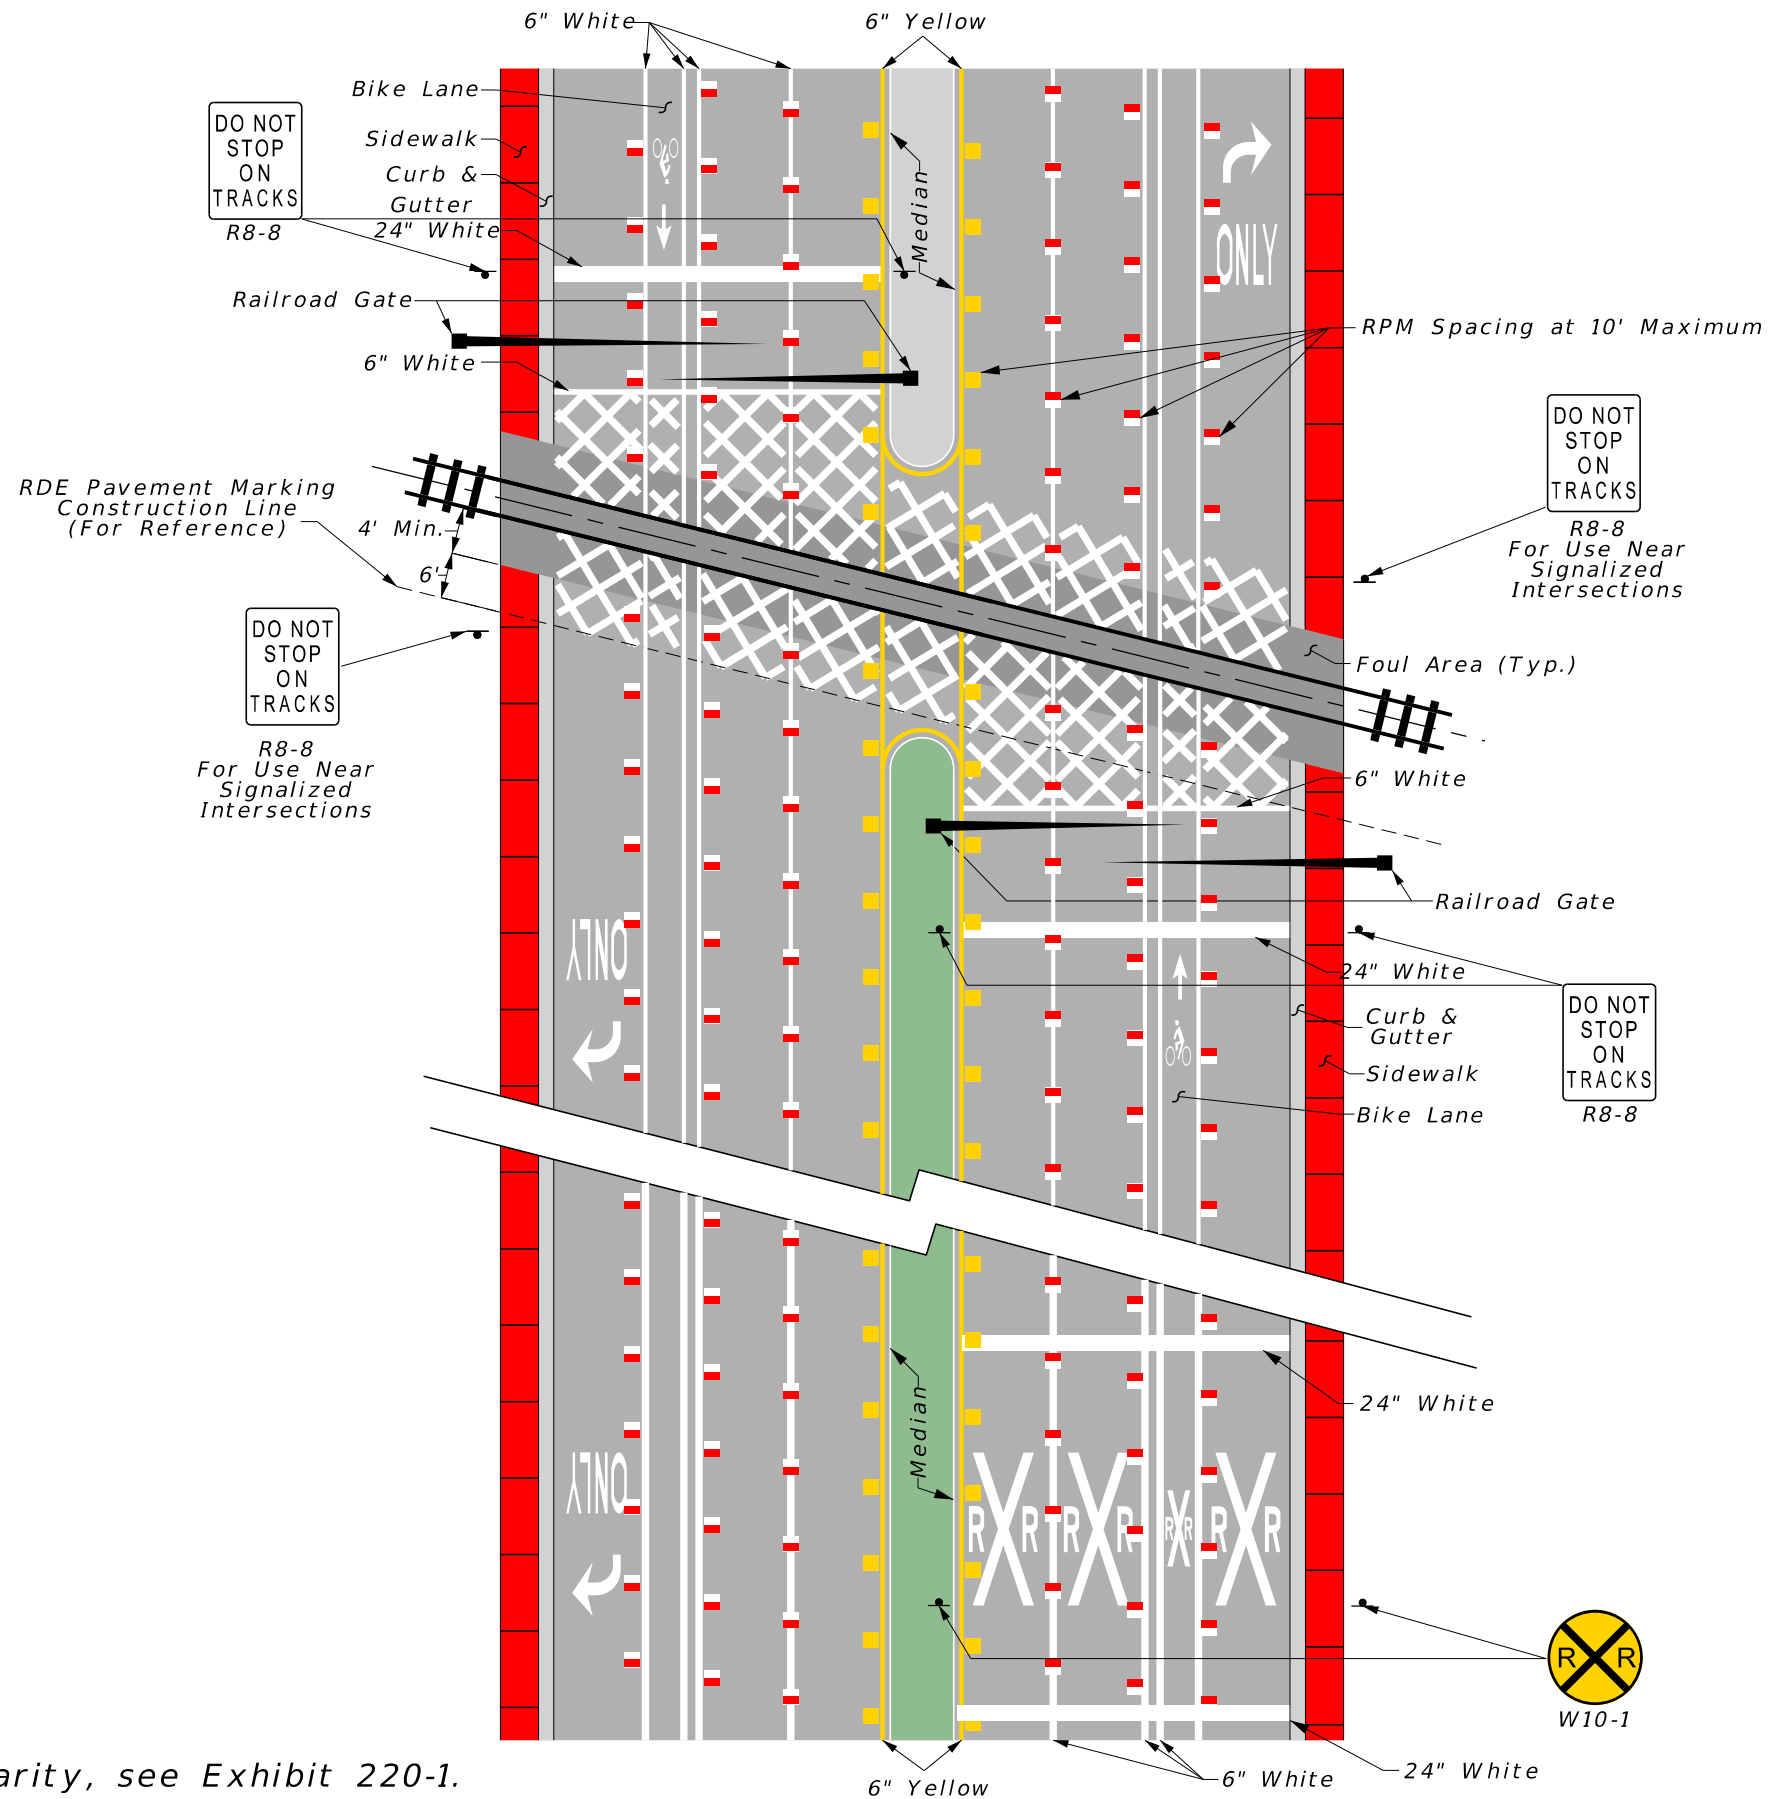 6" White
6" Yellow
Bike Lane
Sidewalk
Curb &
Gutter
24" White
DO NOT
STOP
ON
TRACKS
R8-8
Railroad Gate
6" White
Median
ONLY
RPM Spacing at 10' Maximum
DO NOT
STOP
ON
TRACKS
R8-8
For Use Near
Signalized
Intersections
RDE Pavement Marking
Construction Line
(For Reference)
4' Min.
6'
DO NOT
STOP
ON
TRACKS
R8-8
For Use Near
Signalized
Intersections
Foul Area (Typ.)
6" White
Railroad Gate
ONLY
24" White
DO NOT
STOP
ON
TRACKS
R8-8
Curb &
Gutter
Sidewalk
Bike Lane
24" White
Median
ONLY
R R
R R
R R
R R
R R
W10-1
24" White
6" White
6" Yellow
arity, see Exhibit 220-1.